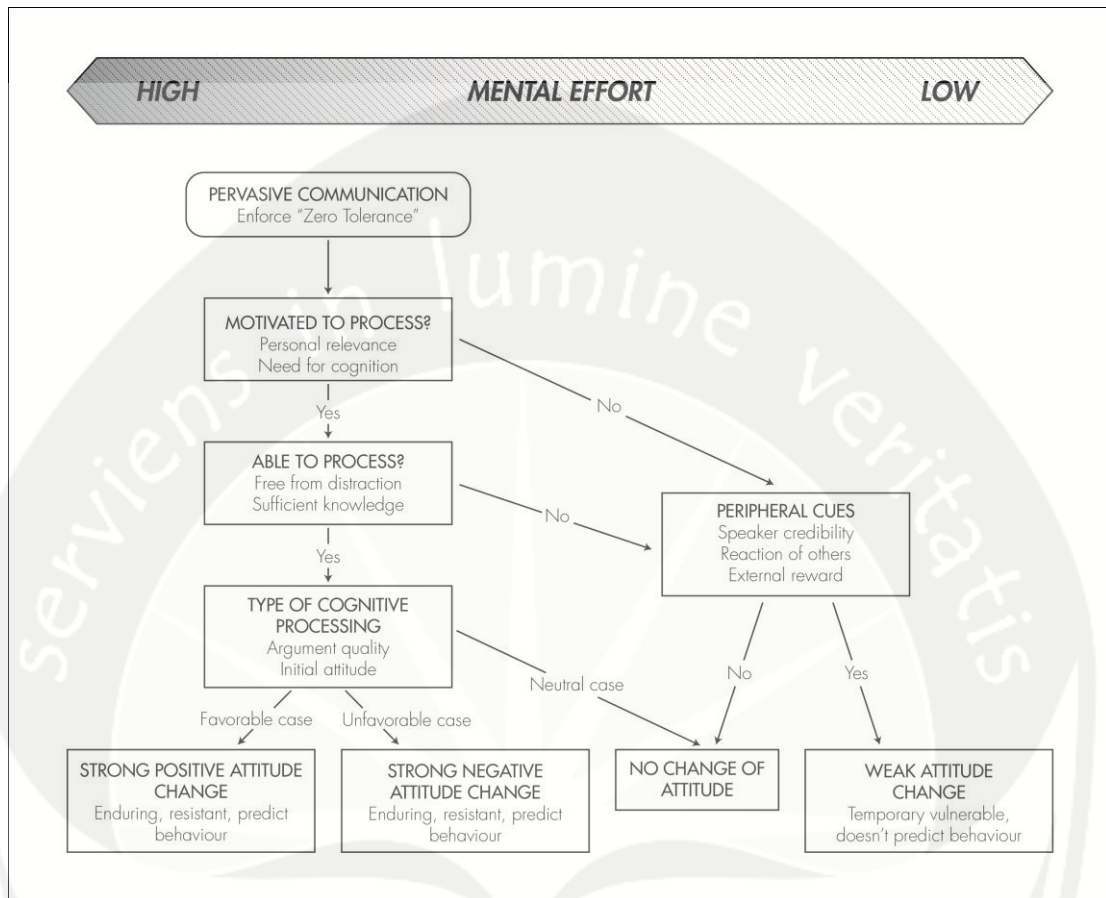 HIGH MENTAL EFFORT LOW
PERVASIVE COMMUNICATION
Enforce “Zero Tolerance”
MOTIVATED TO PROCESS?
Personal relevance
Need for cognition
No
Yes
ABLE TO PROCESS?
Free from distraction
Sufficient knowledge
No
PERIPHERAL CUES
Speaker credibility
Reaction of others
External reward
Yes
TYPE OF COGNITIVE
PROCESSING
Argument quality
Initial attitude
Neutral case
No
Yes
Favorable case
Unfavorable case
STRONG POSITIVE ATTITUDE
CHANGE
Enduring, resistant, predict
behaviour
STRONG NEGATIVE
ATTITUDE CHANGE
Enduring, resistant, predict
behaviour
NO CHANGE OF
ATTITUDE
WEAK ATTITUDE
CHANGE
Temporary vulnerable,
doesn’t predict behaviour
serviens in lumine veritatis